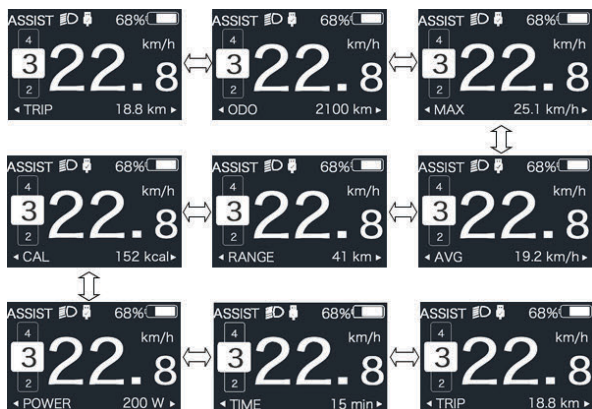 ASSIST 68%
4
3 22.8 km/h
2
◂ TRIP 18.8 km ▸
ASSIST 68%
4
3 22.8 km/h
2
◂ ODO 2100 km ▸
ASSIST 68%
4
3 22.8 km/h
2
◂ MAX 25.1 km/h ▸
ASSIST 68%
4
3 22.8 km/h
2
◂ CAL 152 kcal ▸
ASSIST 68%
4
3 22.8 km/h
2
◂ RANGE 41 km ▸
ASSIST 68%
4
3 22.8 km/h
2
◂ AVG 19.2 km/h ▸
ASSIST 68%
4
3 22.8 km/h
2
◂ POWER 200 W ▸
ASSIST 68%
4
3 22.8 km/h
2
◂ TIME 15 min ▸
ASSIST 68%
4
3 22.8 km/h
2
◂ TRIP 18.8 km ▸